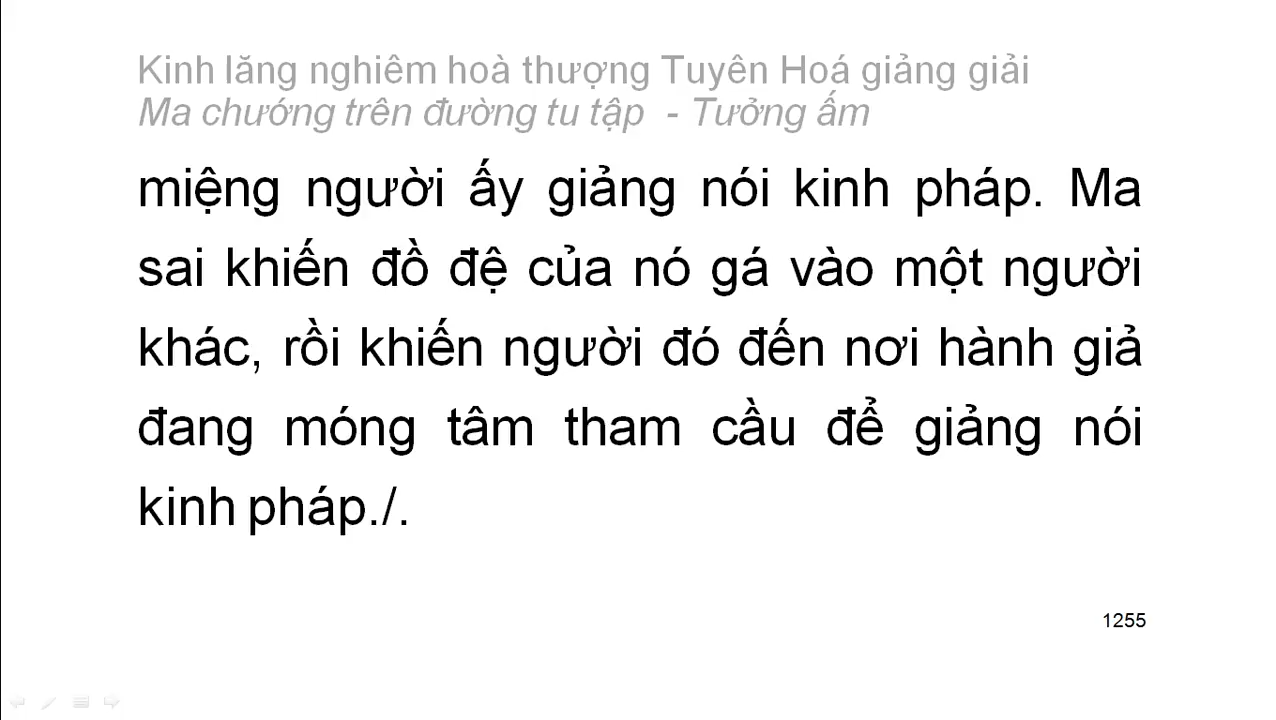 Kinh lăng nghiêm hoà thượng Tuyên Hoá giảng giải
Ma chướng trên đường tu tập - Tưởng ấm
miệng người ấy giảng nói kinh pháp. Ma
sai khiến đồ đệ của nó gá vào một người
khác, rồi khiến người đó đến nơi hành giả
đang móng tâm tham cầu để giảng nói
kinh pháp./.
1255